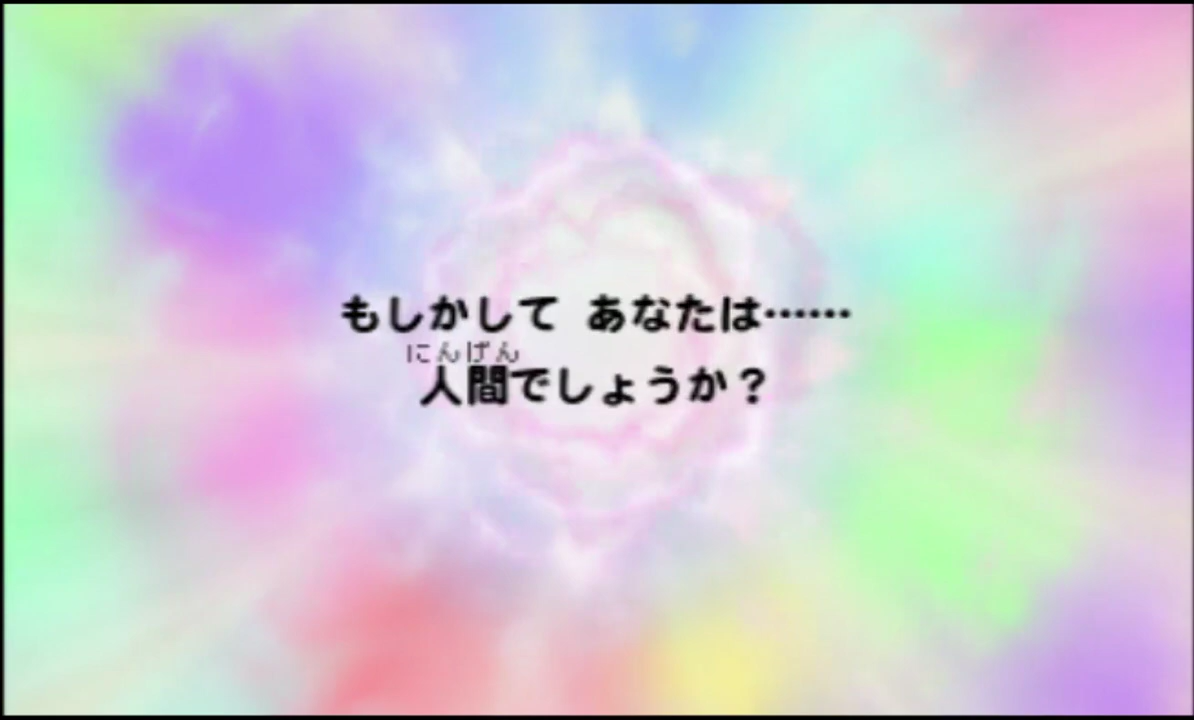 もしかして あなたは……
にんげん
人間でしょうか？